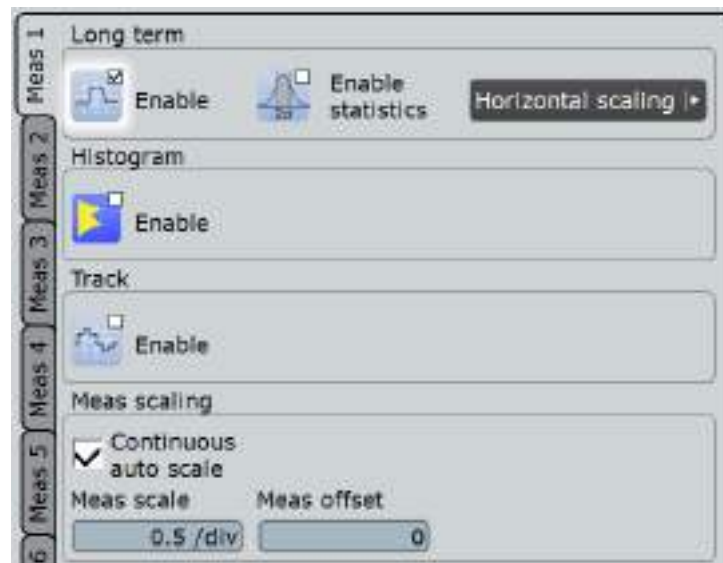 Meas 1
Meas 2
Meas 3
Meas 4
Meas 5
6
Long term
Enable
Enable
statistics
Horizontal scaling
Histogram
Enable
Track
Enable
Meas scaling
Continuous
auto scale
Meas scale
Meas offset
0.5 /div
0